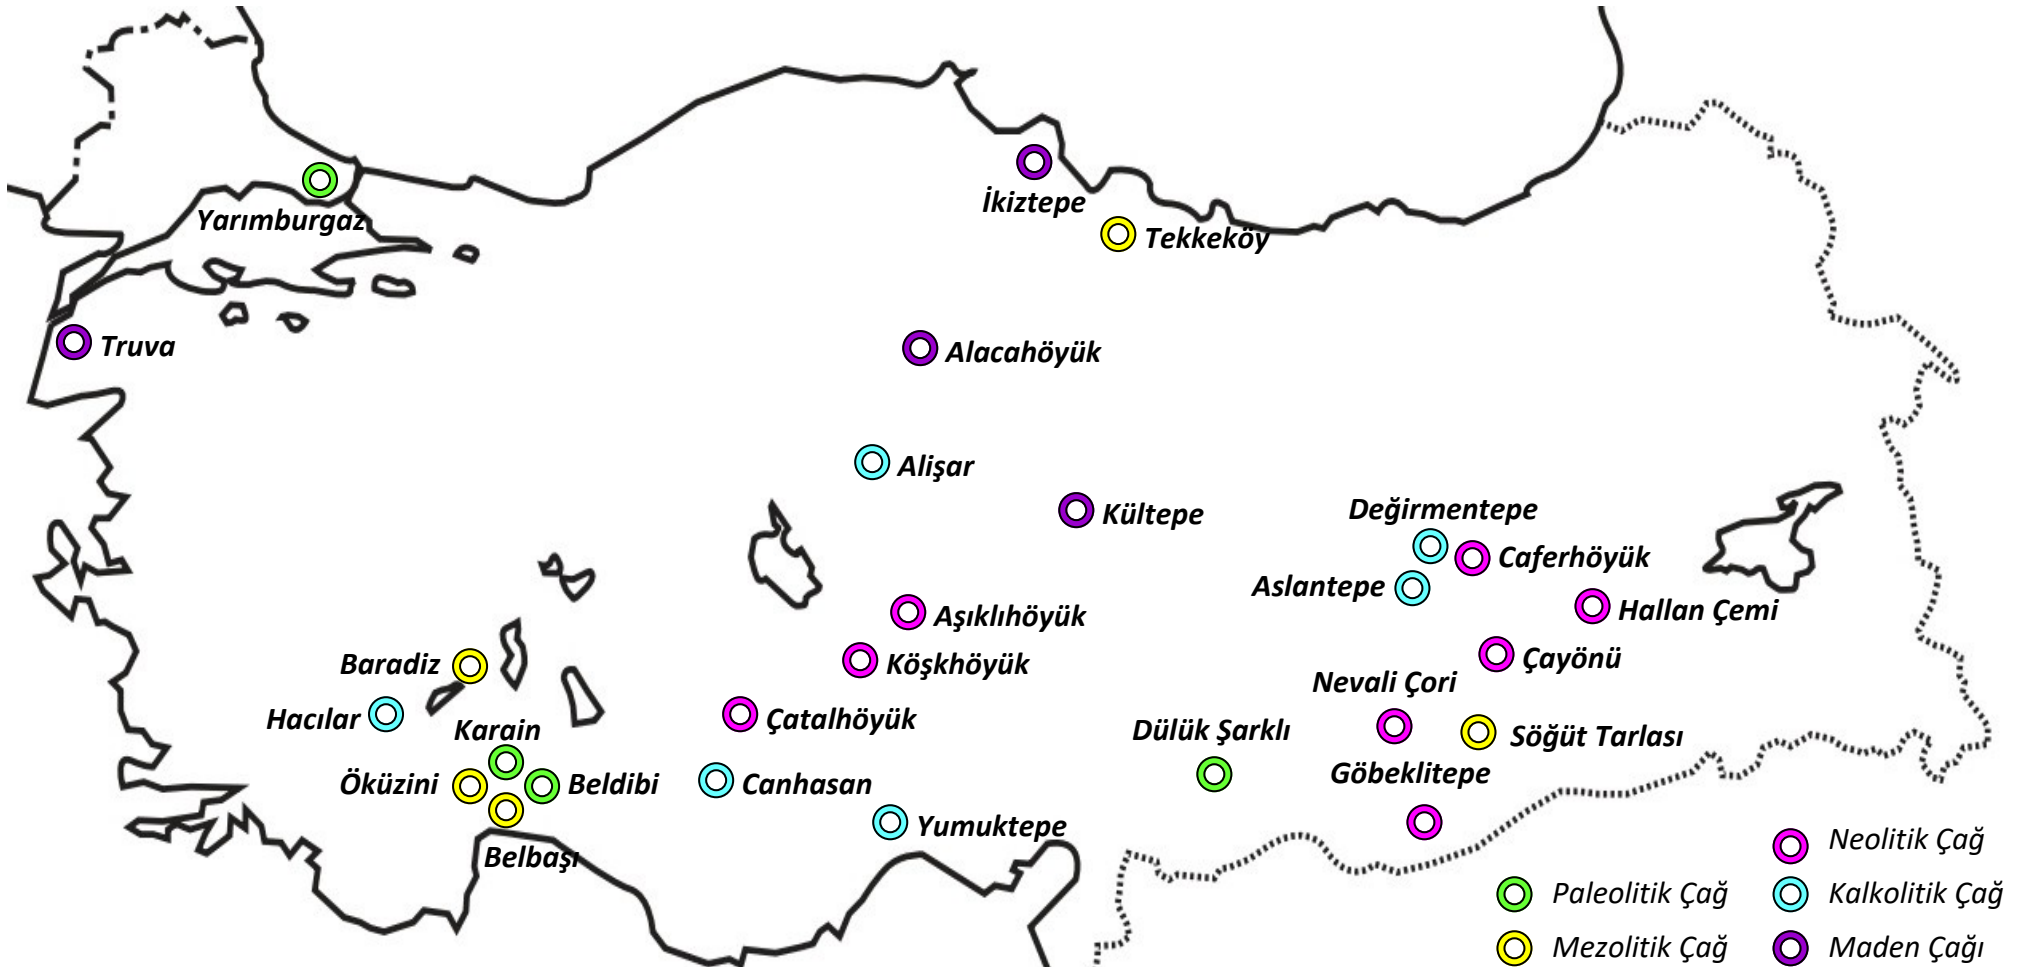 Yarımburgaz
İkiztepe
Tekkeköy
Truva
Alacahöyük
Alişar
Kültepe
Değirmentepe
Caferhöyük
Aslantepe
Hallan Çemi
Aşıklıhöyük
Baradiz
Köşkhöyük
Çayönü
Nevali Çori
Hacılar
Karain
Çatalhöyük
Dülük Şarklı
Söğüt Tarlası
Öküzini
Beldibi
Canhasan
Göbeklitepe
Yumuktepe
Belbaşı
Neolitik Çağ
Paleolitik Çağ
Kalkolitik Çağ
Mezolitik Çağ
Maden Çağı